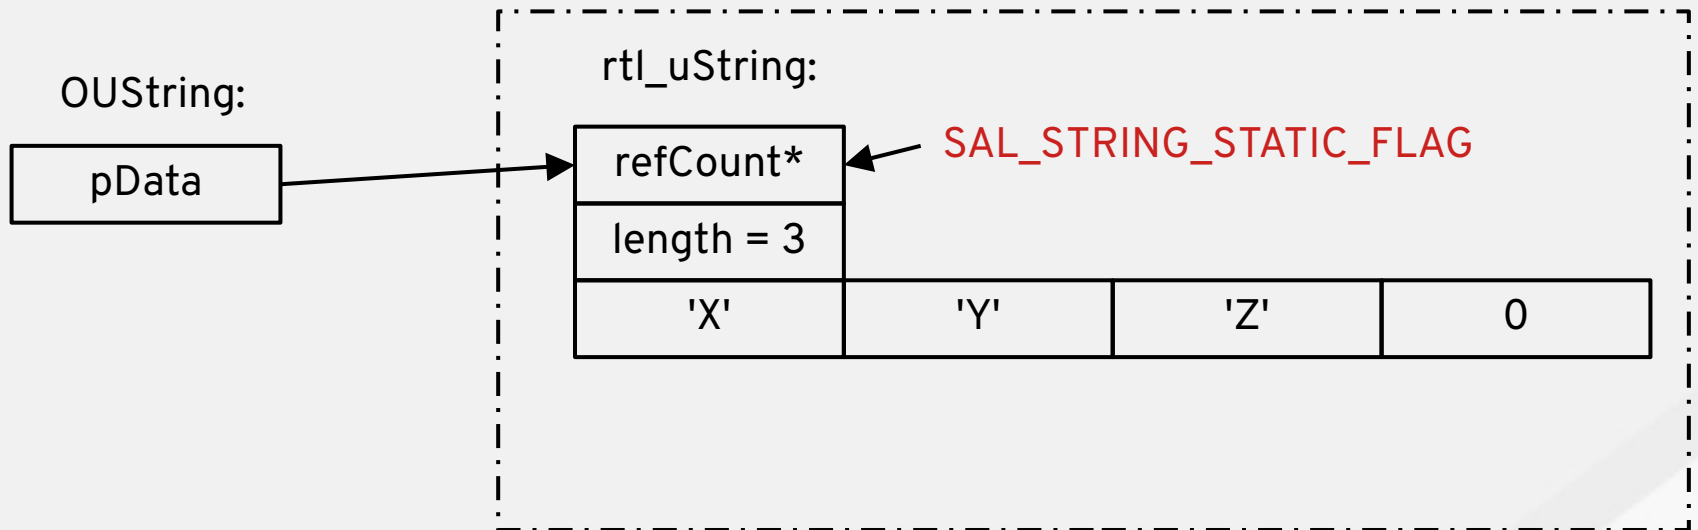 OUString:
pData
rtl_uString:
refCount*
SAL_STRING_STATIC_FLAG
length = 3
'X' 'Y' 'Z' 0